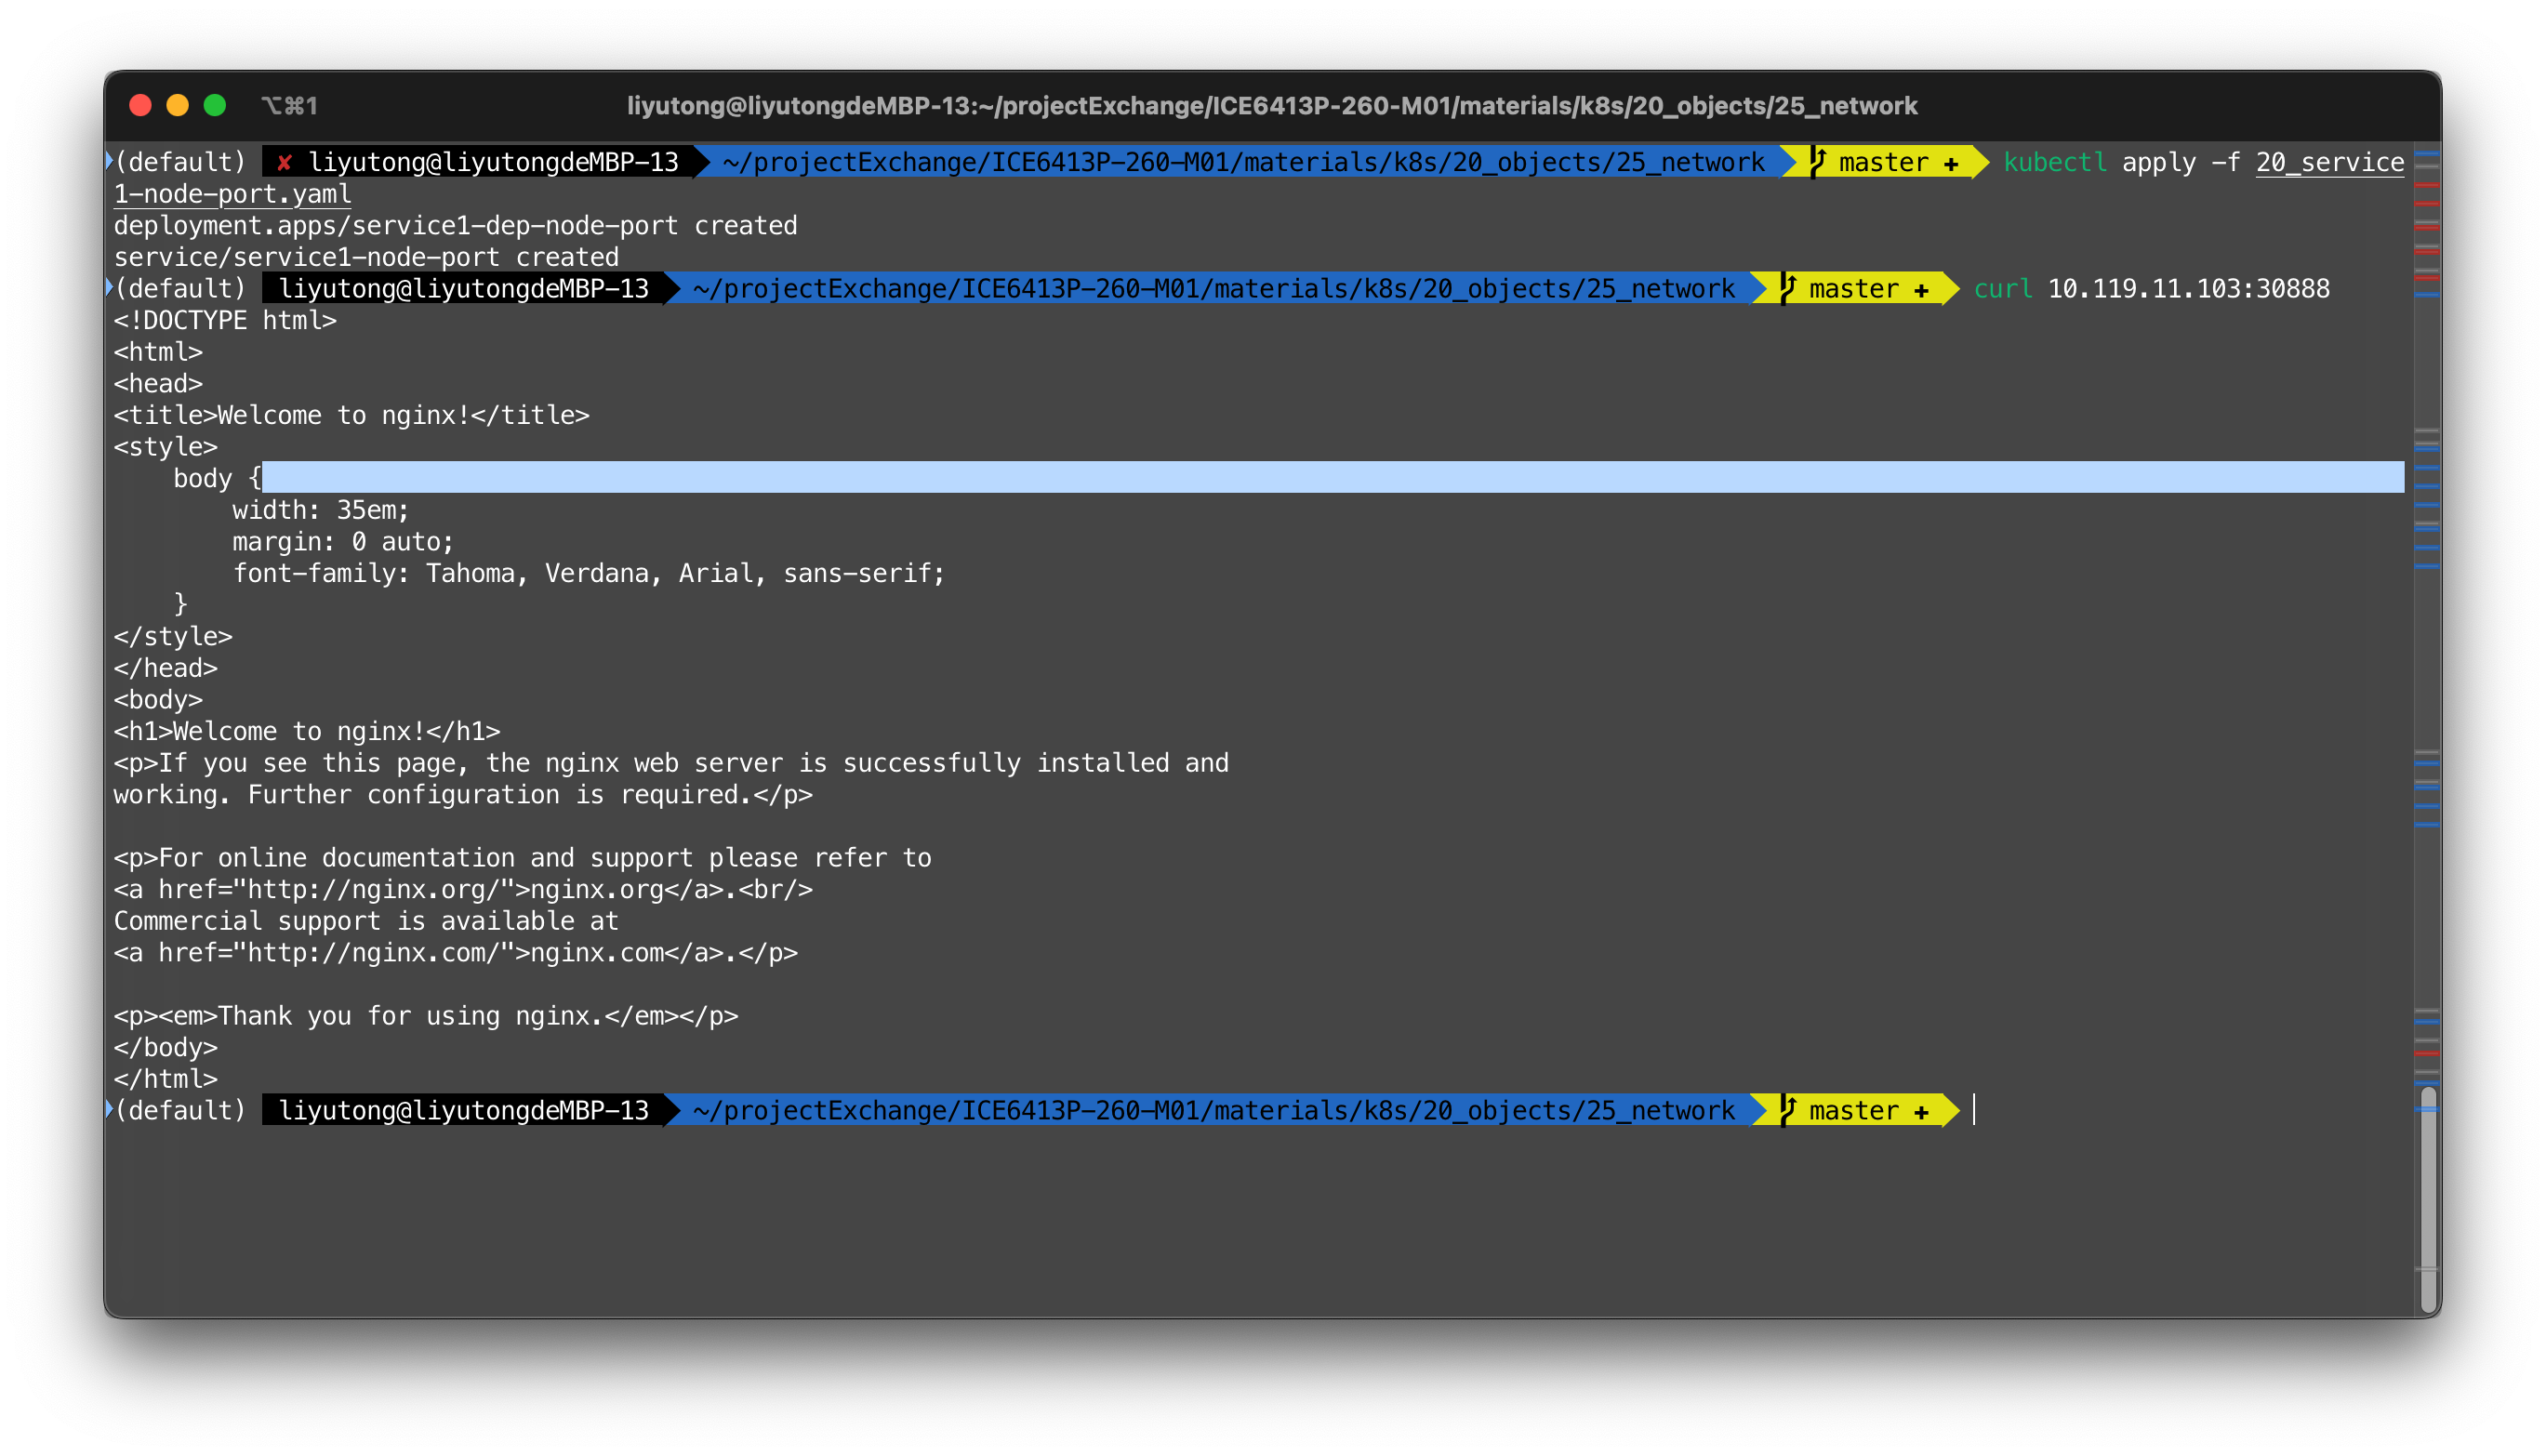 ⌥⌘1
liyutong@liyutongdeMBP-13:~/projectExchange/ICE6413P-260-M01/materials/k8s/20_objects/25_network
(default) ✘ liyutong@liyutongdeMBP-13 ~/projectExchange/ICE6413P-260-M01/materials/k8s/20_objects/25_network master ✚ kubectl apply -f 20_service
1-node-port.yaml
deployment.apps/service1-dep-node-port created
service/service1-node-port created
(default) liyutong@liyutongdeMBP-13 ~/projectExchange/ICE6413P-260-M01/materials/k8s/20_objects/25_network master ✚ curl 10.119.11.103:30888
<!DOCTYPE html>
<html>
<head>
<title>Welcome to nginx!</title>
<style>
    body {
        width: 35em;
        margin: 0 auto;
        font-family: Tahoma, Verdana, Arial, sans-serif;
    }
</style>
</head>
<body>
<h1>Welcome to nginx!</h1>
<p>If you see this page, the nginx web server is successfully installed and
working. Further configuration is required.</p>
<p>For online documentation and support please refer to
<a href="http://nginx.org/">nginx.org</a>.<br/>
Commercial support is available at
<a href="http://nginx.com/">nginx.com</a>.</p>
<p><em>Thank you for using nginx.</em></p>
</body>
</html>
(default) liyutong@liyutongdeMBP-13 ~/projectExchange/ICE6413P-260-M01/materials/k8s/20_objects/25_network master ✚